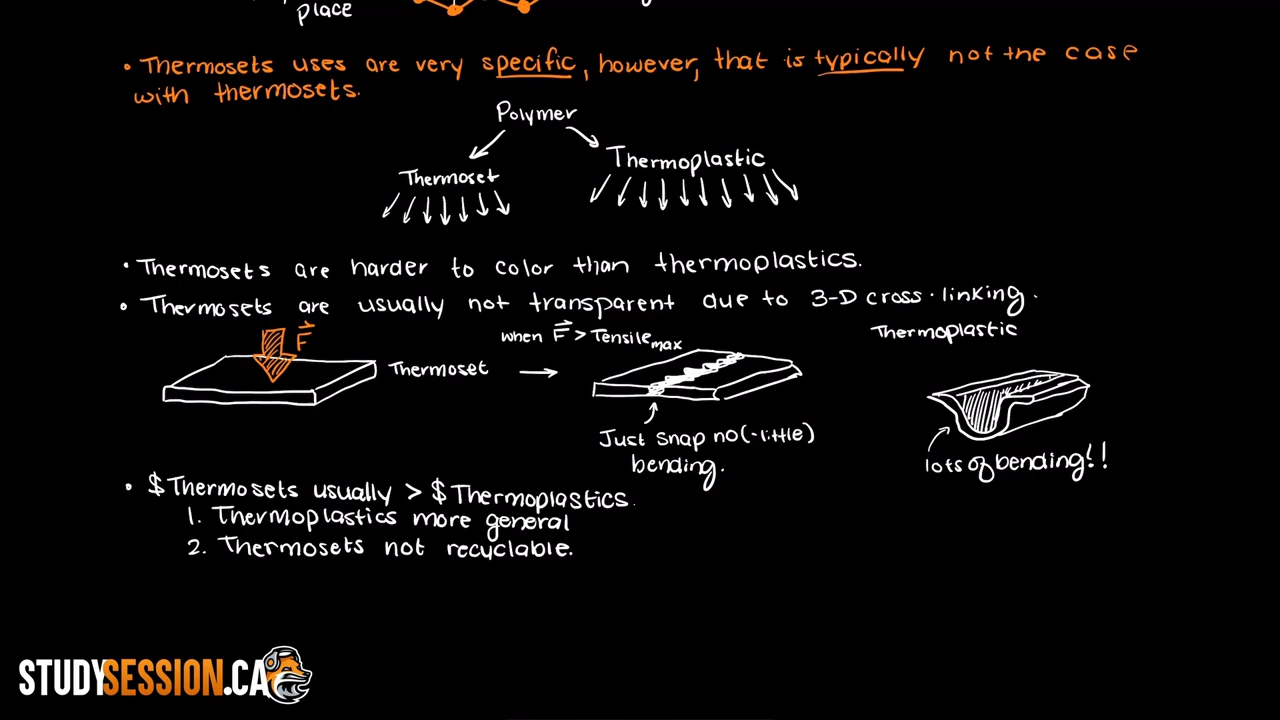 place
• Thermosets uses are very specific, however, that is typically not the case
with thermosets.
Polymer
Thermoset
Thermoplastic
• Thermosets are harder to color than thermoplastics.
• Thermosets are usually not transparent due to 3-D cross-linking.
F
Thermoset
when F > Tensile max
Just snap no(-little)
bending.
Thermoplastic
lots of bending!!
• $Thermosets usually > $Thermoplastics.
1. Thermoplastics more general
2. Thermosets not recyclable.
STUDYSESSION.CA